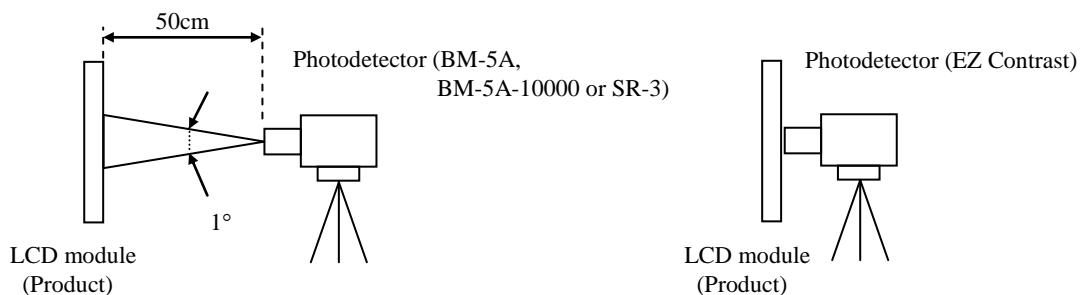 50cm
Photodetector (BM-5A,
BM-5A-10000 or SR-3)
1°
LCD module
(Product)
Photodetector (EZ Contrast)
LCD module
(Product)